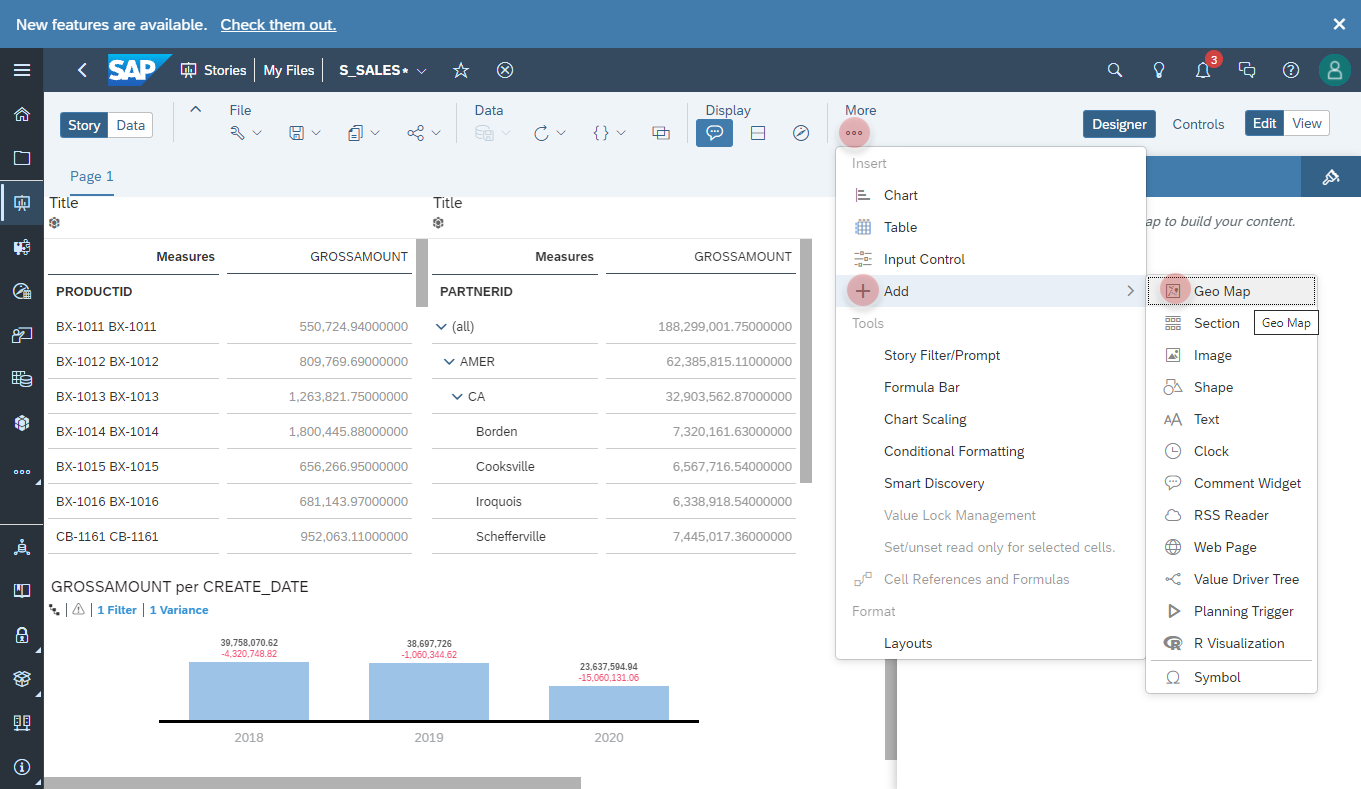 New features are available. Check them out.
SAP Stories My Files S_SALES* 3
Story Data
File
Data
Display
More
Designer Controls Edit View
Page 1
Insert
Chart
Table
Input Control
Add
Tools
Story Filter/Prompt
Formula Bar
Chart Scaling
Conditional Formatting
Smart Discovery
Value Lock Management
Set/unset read only for selected cells.
Cell References and Formulas
Format
Layouts
to build your content.
Geo Map
Section
Geo Map
Image
Shape
AA Text
Clock
Comment Widget
RSS Reader
Web Page
Value Driver Tree
Planning Trigger
R Visualization
Ω Symbol
Title
Measures GROSSAMOUNT
PRODUCTID
BX-1011 BX-1011 550,724.94000000
BX-1012 BX-1012 809,769.69000000
BX-1013 BX-1013 1,263,821.75000000
BX-1014 BX-1014 1,800,445.88000000
BX-1015 BX-1015 656,266.95000000
BX-1016 BX-1016 681,143.97000000
CB-1161 CB-1161 952,063.11000000
Title
Measures GROSSAMOUNT
PARTNERID
(all) 188,299,001.75000000
AMER 62,385,815.11000000
CA 32,903,562.87000000
Borden 7,320,161.63000000
Cooksville 6,567,716.54000000
Iroquois 6,338,918.54000000
Schefferville 7,445,017.36000000
GROSSAMOUNT per CREATE_DATE
1 Filter 1 Variance
39,758,070.62
-4,320,748.82
38,697,726
-1,060,344.62
23,637,594.94
-15,060,131.06
2018 2019 2020